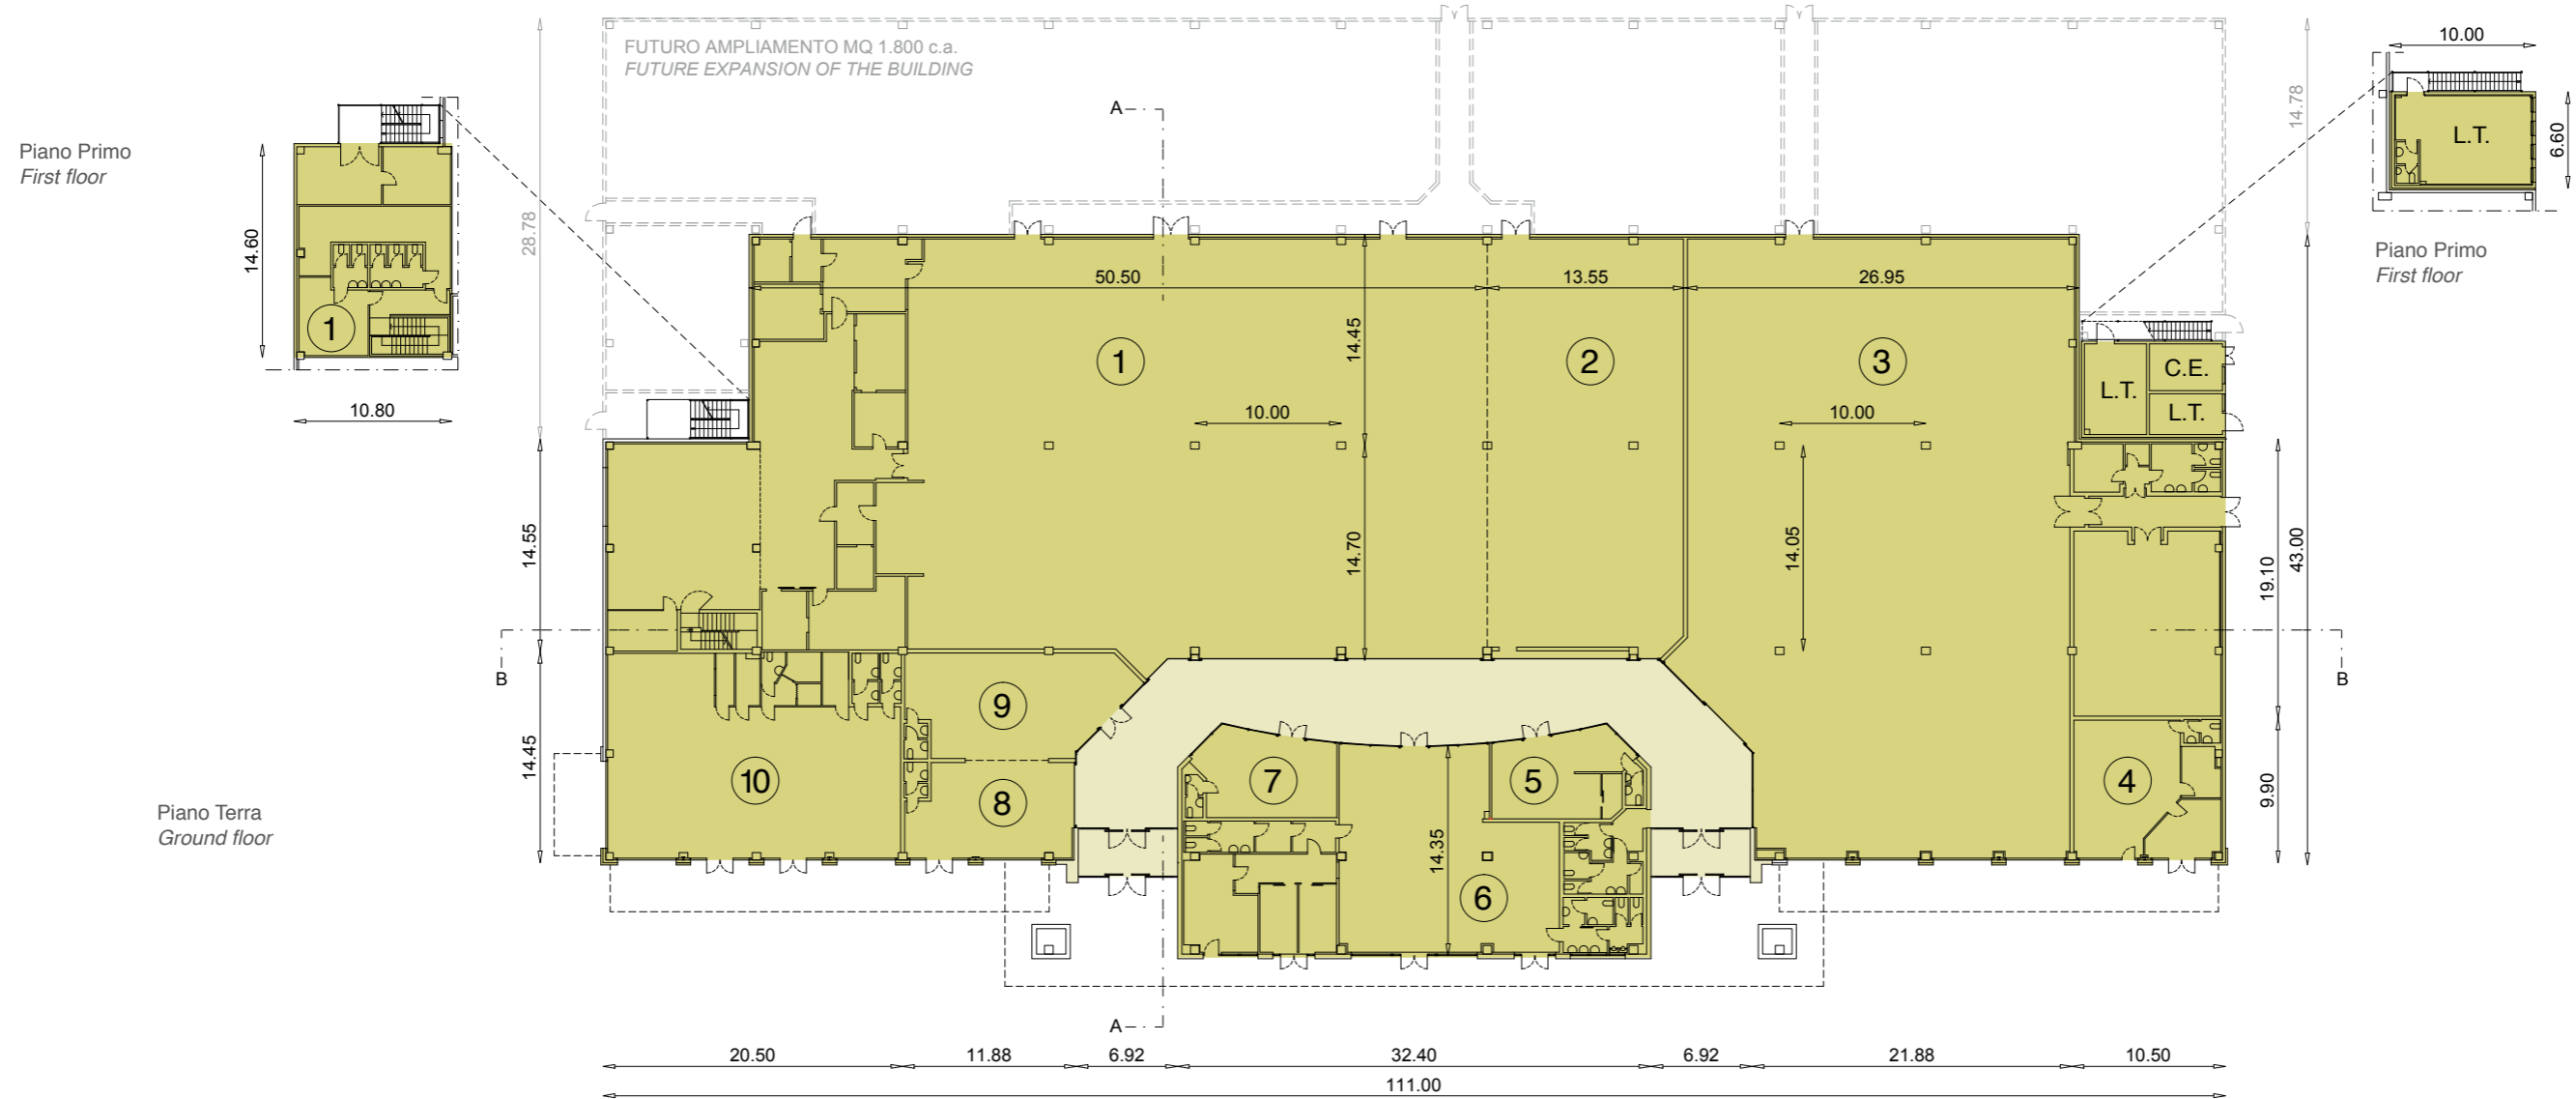 FUTURO AMPLIAMENTO MQ 1.800 c.a.
FUTURE EXPANSION OF THE BUILDING
10.00
A
14.78
L.T.
6.60
Piano Primo
First floor
28.78
14.60
Piano Primo
First floor
50.50
13.55
26.95
1
14.45
1
2
3
C.E.
L.T.
L.T.
10.80
10.00
10.00
14.55
14.70
14.05
19.10
43.00
B
B
9
14.45
10
8
7
5
4
9.90
Piano Terra
Ground floor
14.35
6
A
20.50
11.88
6.92
32.40
6.92
21.88
10.50
111.00